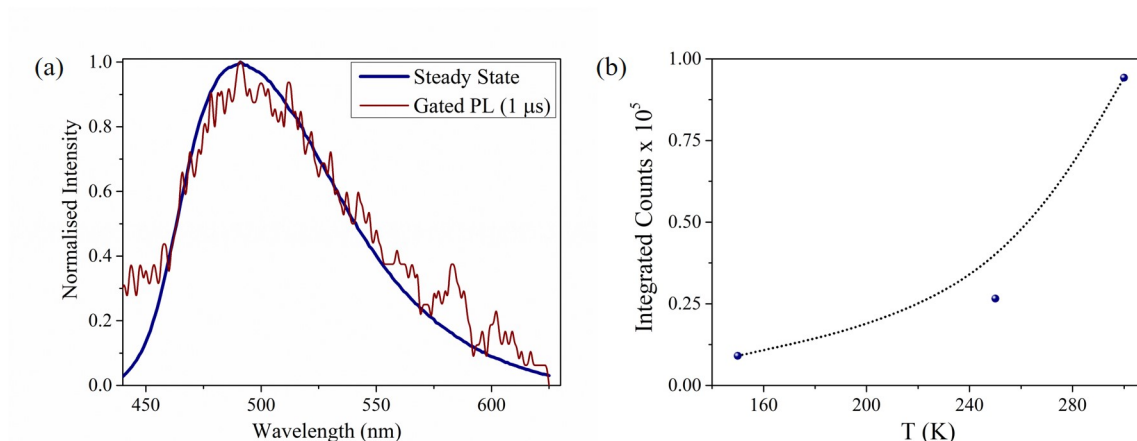 (a)
Normalised Intensity
1.0
0.8
0.6
0.4
0.2
0.0
Steady State
Gated PL (1 μs)
450 500 550 600
Wavelength (nm)
(b)
Integrated Counts x 10⁵
1.00
0.75
0.50
0.25
0.00
160 200 240 280
T (K)